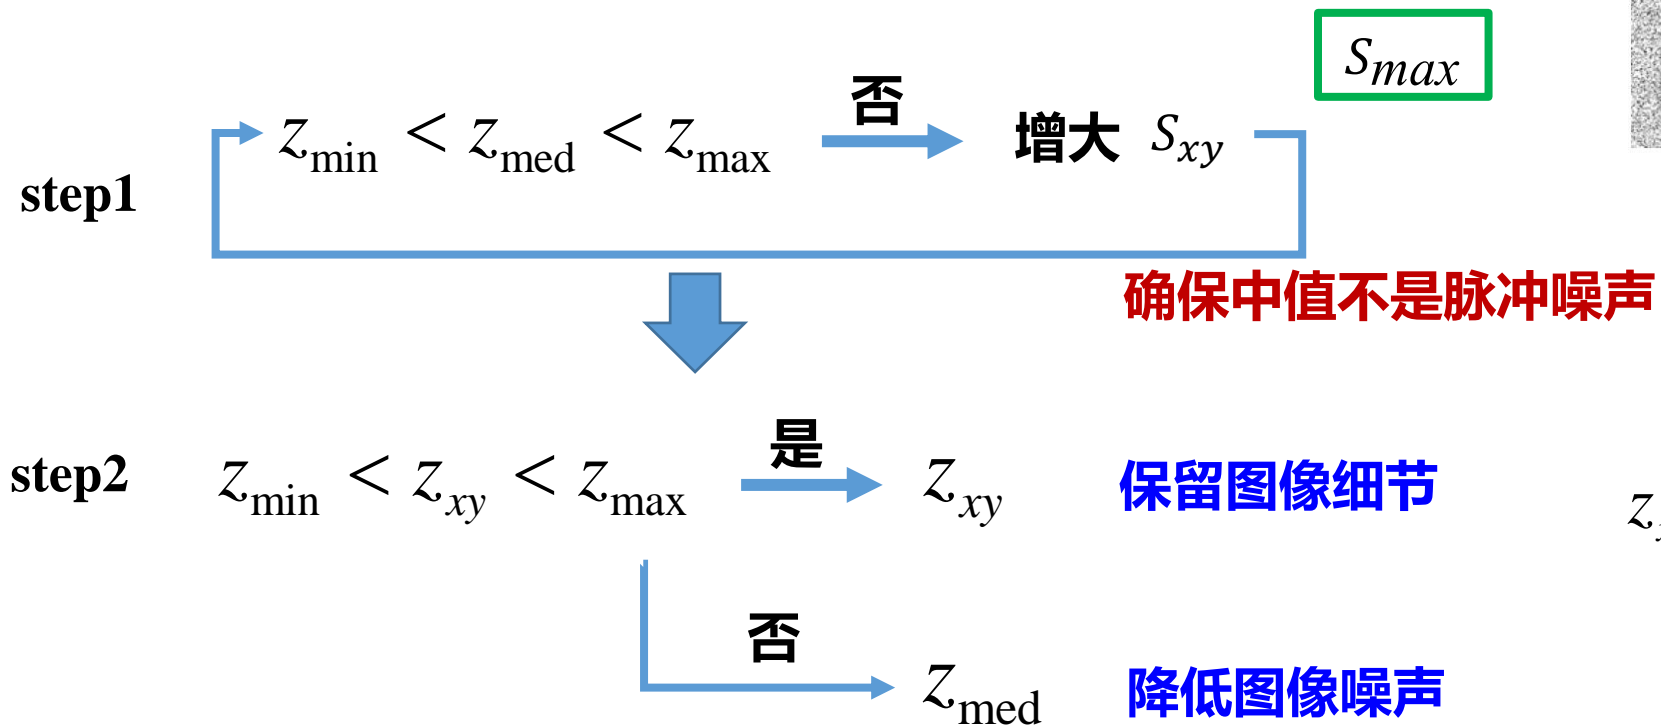 S_max
否
z_min < z_med < z_max 增大 S_xy
step1
确保中值不是脉冲噪声
是
step2 z_min < z_xy < z_max z_xy 保留图像细节
否
z_med 降低图像噪声